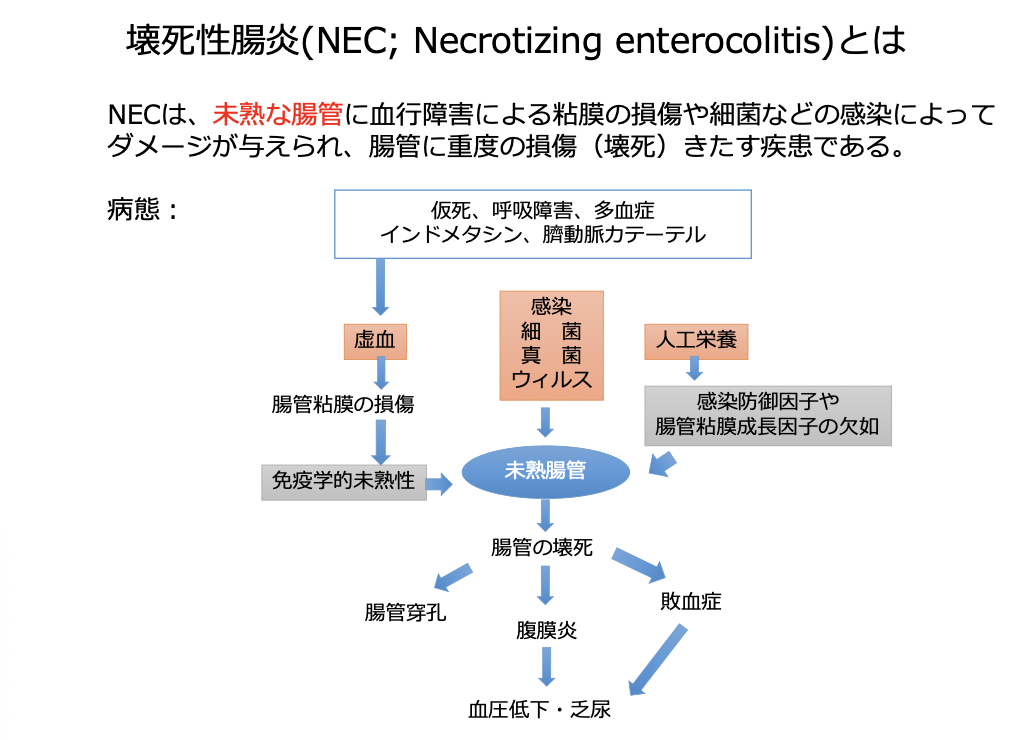 壊死性腸炎(NEC; Necrotizing enterocolitis)とは
NECは、未熟な腸管に血行障害による粘膜の損傷や細菌などの感染によって
ダメージが与えられ、腸管に重度の損傷（壊死）きたす疾患である。
病態：
仮死、呼吸障害、多血症
インドメタシン、臍動脈カテーテル
虚血
腸管粘膜の損傷
免疫学的未熟性
感染
細　菌
真　菌
ウィルス
人工栄養
感染防御因子や
腸管粘膜成長因子の欠如
未熟腸管
腸管の壊死
腸管穿孔
腹膜炎
敗血症
血圧低下・乏尿